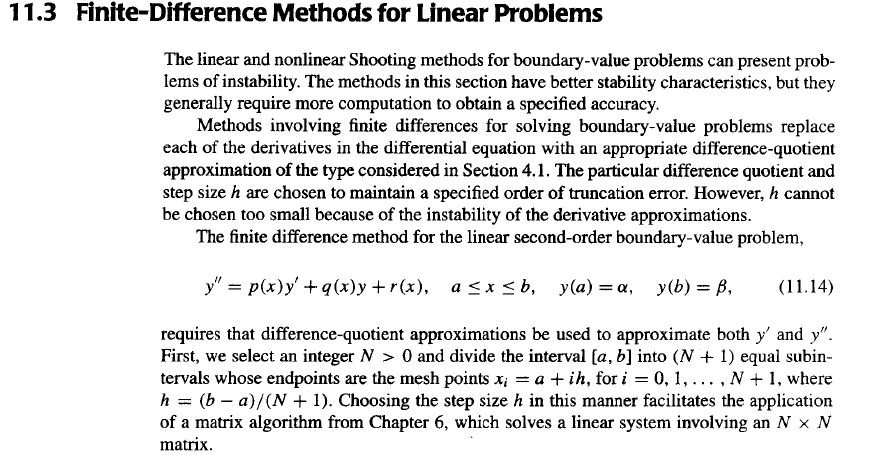 11.3 Finite-Difference Methods for Linear Problems
The linear and nonlinear Shooting methods for boundary-value problems can present prob-
lems of instability. The methods in this section have better stability characteristics, but they
generally require more computation to obtain a specified accuracy.
Methods involving finite differences for solving boundary-value problems replace
each of the derivatives in the differential equation with an appropriate difference-quotient
approximation of the type considered in Section 4.1. The particular difference quotient and
step size h are chosen to maintain a specified order of truncation error. However, h cannot
be chosen too small because of the instability of the derivative approximations.
The finite difference method for the linear second-order boundary-value problem,
y″ = p(x)y′ + q(x)y + r(x), a ≤ x ≤ b, y(a) = α, y(b) = β, (11.14)
requires that difference-quotient approximations be used to approximate both y′ and y″.
First, we select an integer N > 0 and divide the interval [a, b] into (N + 1) equal subin-
tervals whose endpoints are the mesh points xᵢ = a + ih, for i = 0, 1, . . . , N + 1, where
h = (b − a)/(N + 1). Choosing the step size h in this manner facilitates the application
of a matrix algorithm from Chapter 6, which solves a linear system involving an N × N
matrix.